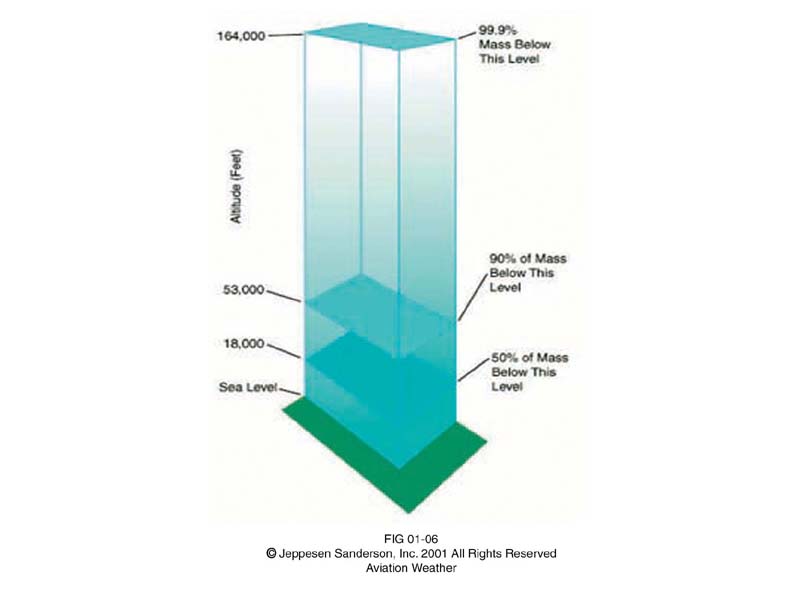 164,000
99.9%
Mass Below
This Level
Altitude (Feet)
90% of Mass
Below This
Level
53,000
18,000
50% of Mass
Below This
Level
Sea Level
FIG 01-06
© Jeppesen Sanderson, Inc. 2001 All Rights Reserved
Aviation Weather